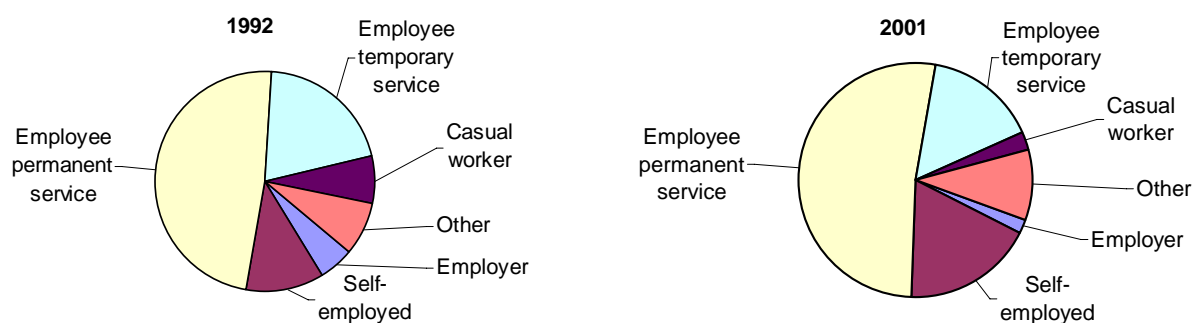 1992
Employee
temporary
service
Casual
worker
Other
Employer
Self-
employed
Employee
permanent
service
2001
Employee
temporary
service
Casual
worker
Other
Employer
Self-
employed
Employee
permanent
service